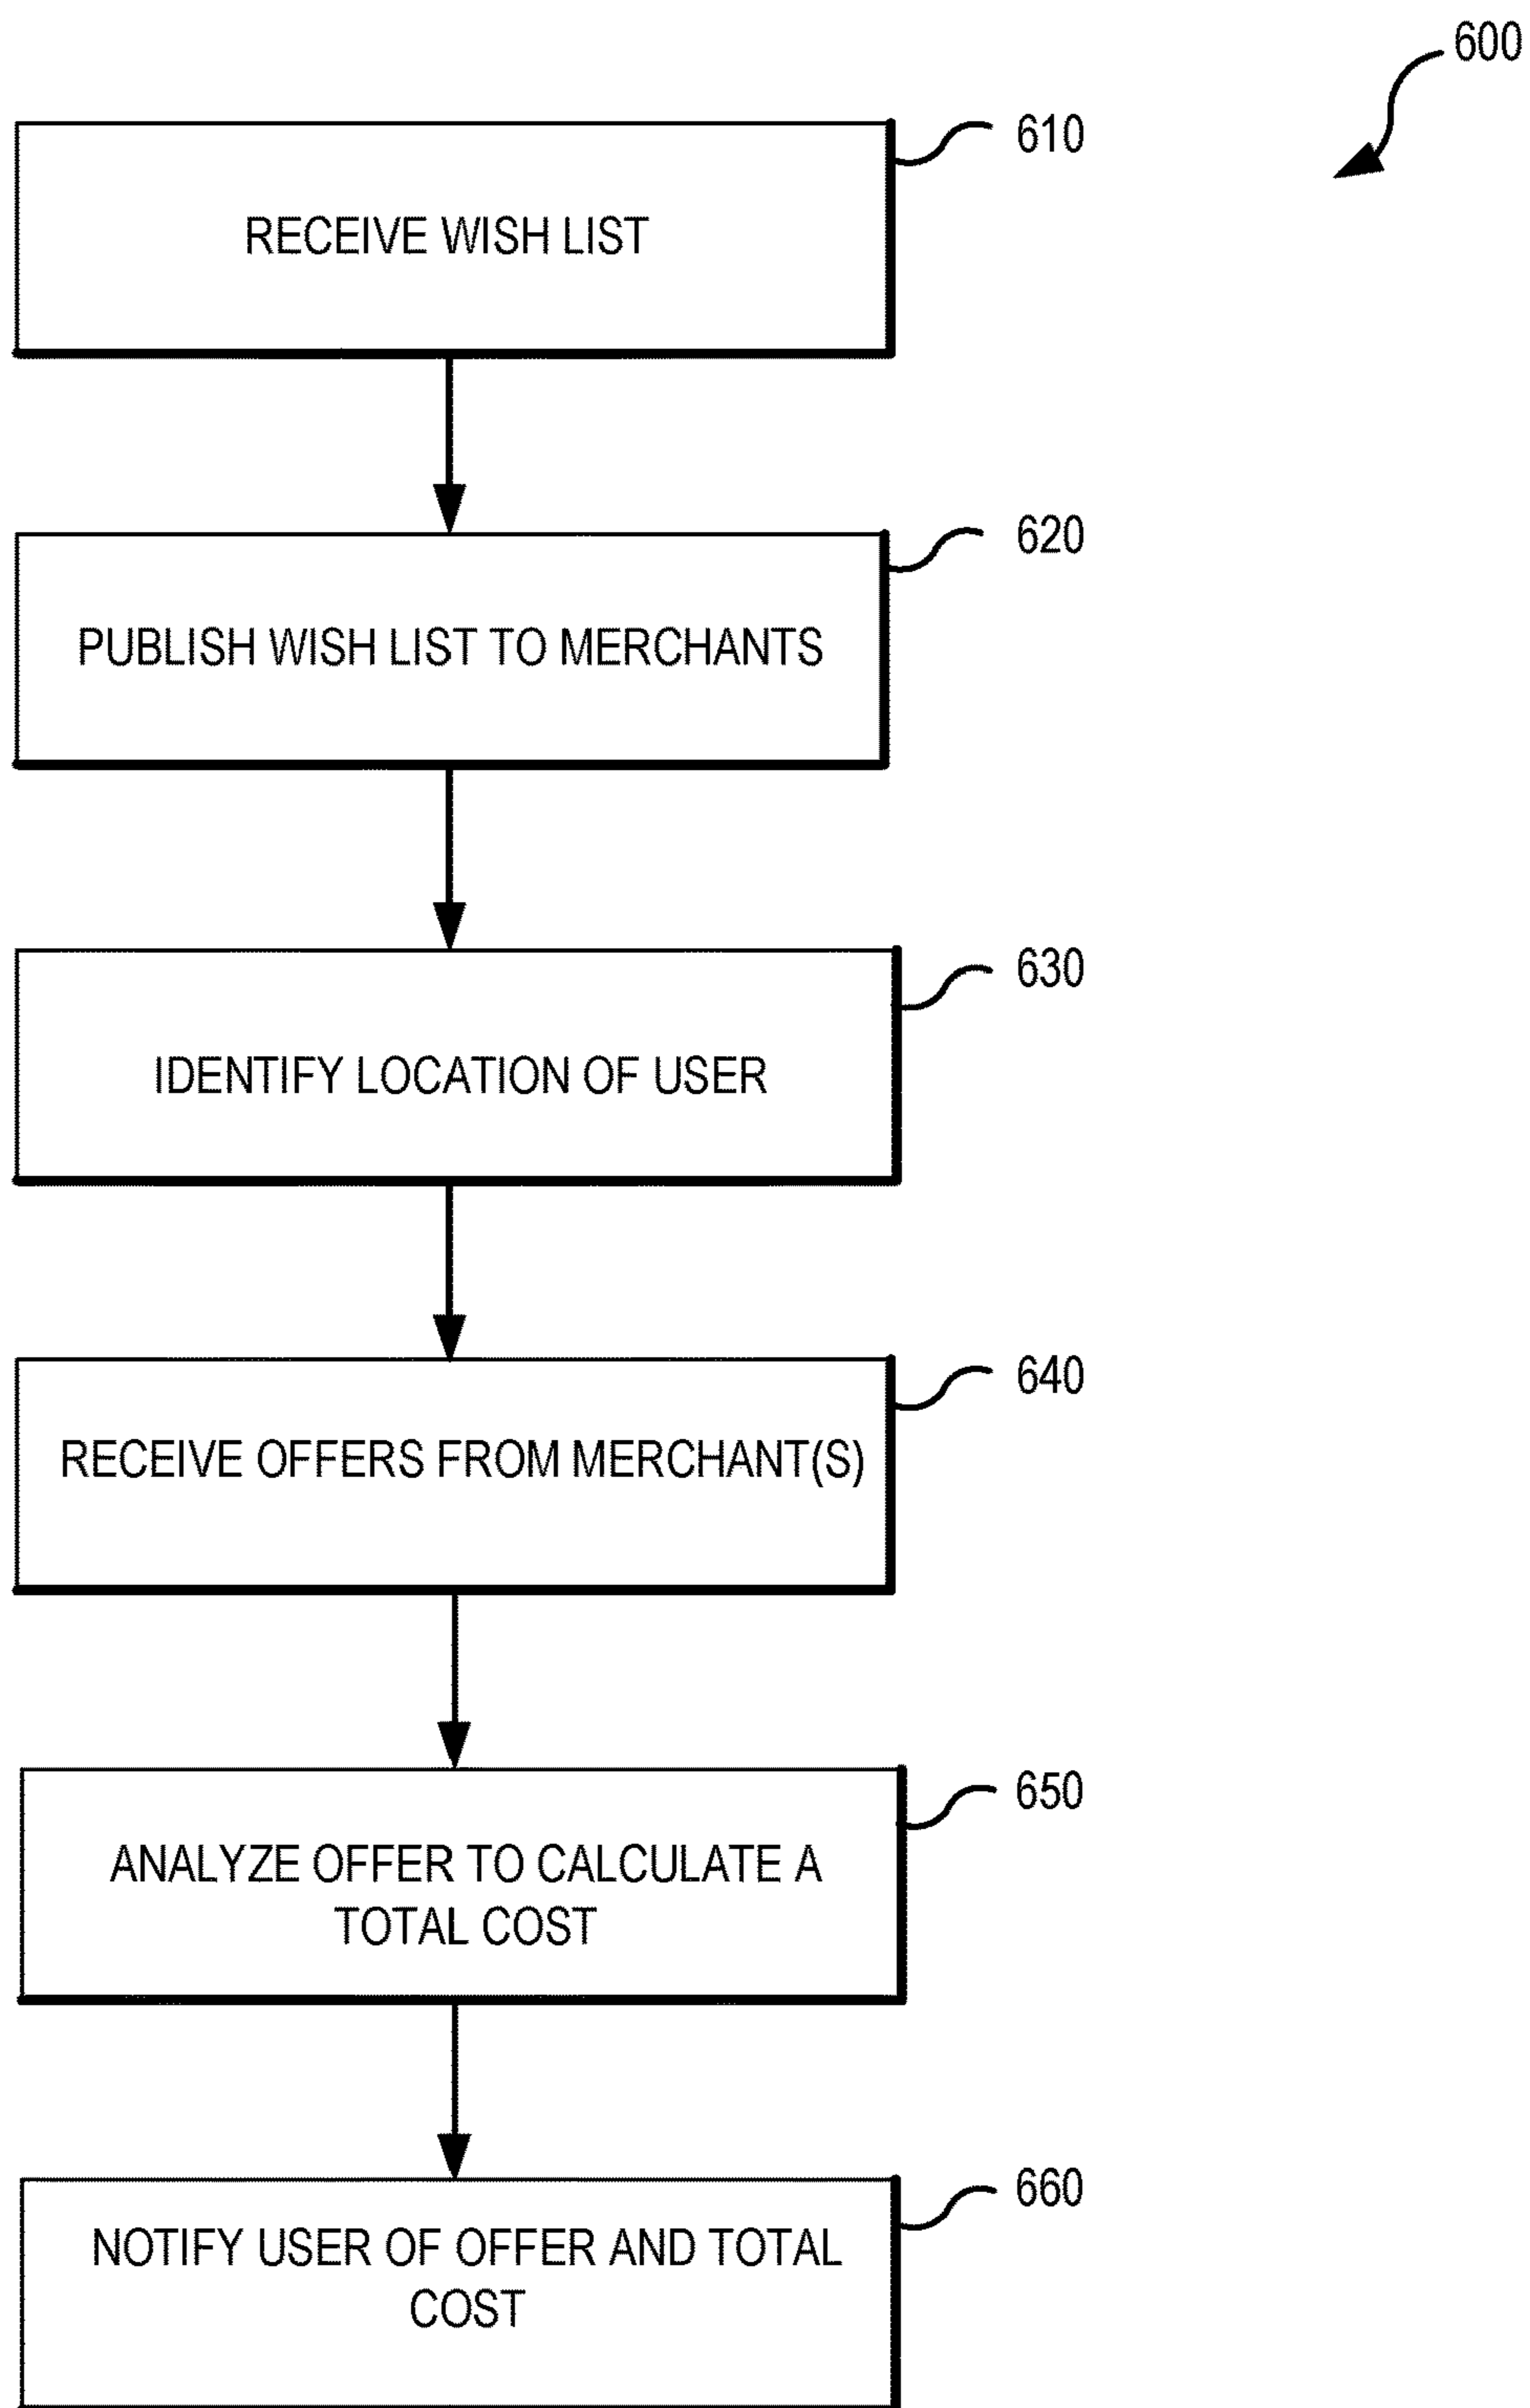 600
610
RECEIVE WISH LIST
620
PUBLISH WISH LIST TO MERCHANTS
630
IDENTIFY LOCATION OF USER
640
RECEIVE OFFERS FROM MERCHANT(S)
650
ANALYZE OFFER TO CALCULATE A
TOTAL COST
660
NOTIFY USER OF OFFER AND TOTAL
COST